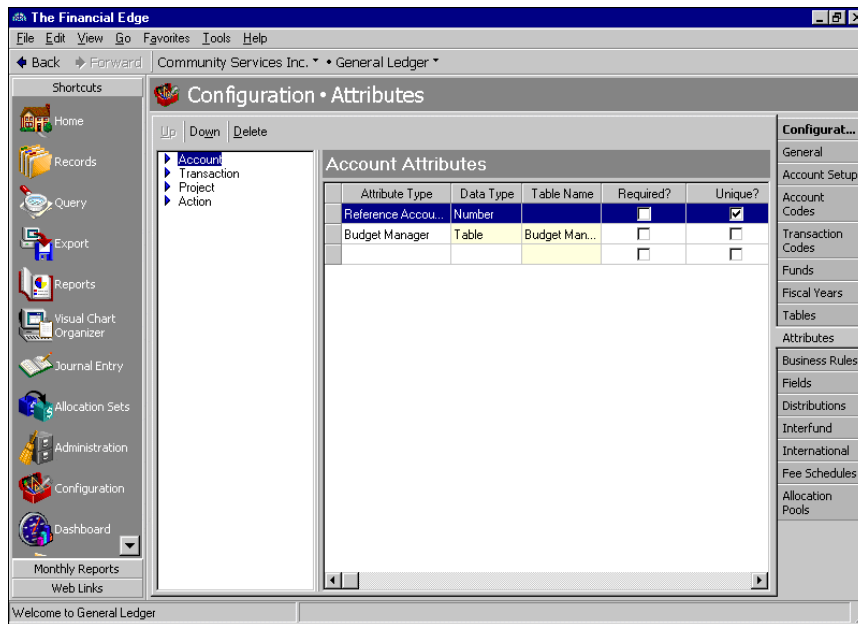 The Financial Edge
File Edit View Go Favorites Tools Help
Back Forward Community Services Inc. • General Ledger
Shortcuts
Home
Records
Query
Export
Reports
Visual Chart
Organizer
Journal Entry
Allocation Sets
Administration
Configuration
Dashboard
Monthly Reports
Web Links
Configuration • Attributes
Up Down Delete
Account
Transaction
Project
Action
Account Attributes
Attribute Type Data Type Table Name Required? Unique?
Reference Accou... Number
Budget Manager Table Budget Man...
Configurat...
General
Account Setup
Account
Codes
Transaction
Codes
Funds
Fiscal Years
Tables
Attributes
Business Rules
Fields
Distributions
Interfund
International
Fee Schedules
Allocation
Pools
Welcome to General Ledger